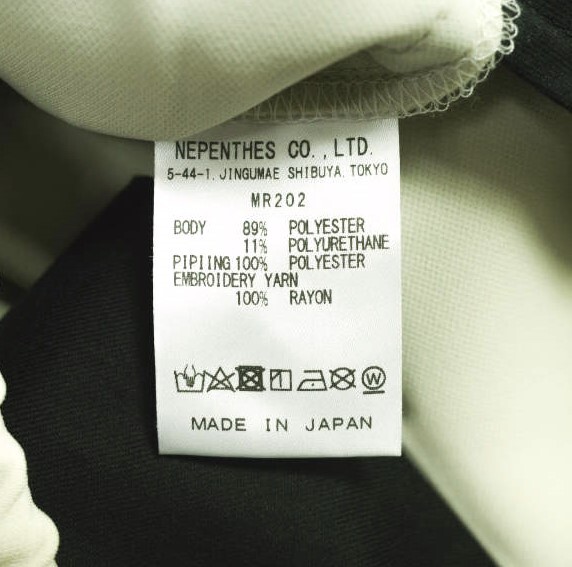 NEPENTHES CO.,LTD.
5-44-1, JINGUMAE SHIBUYA. TOKYO
MR202
BODY 89% POLYESTER
11% POLYURETHANE
PIPIING 100% POLYESTER
EMBROIDERY YARN
100% RAYON
W
MADE IN JAPAN